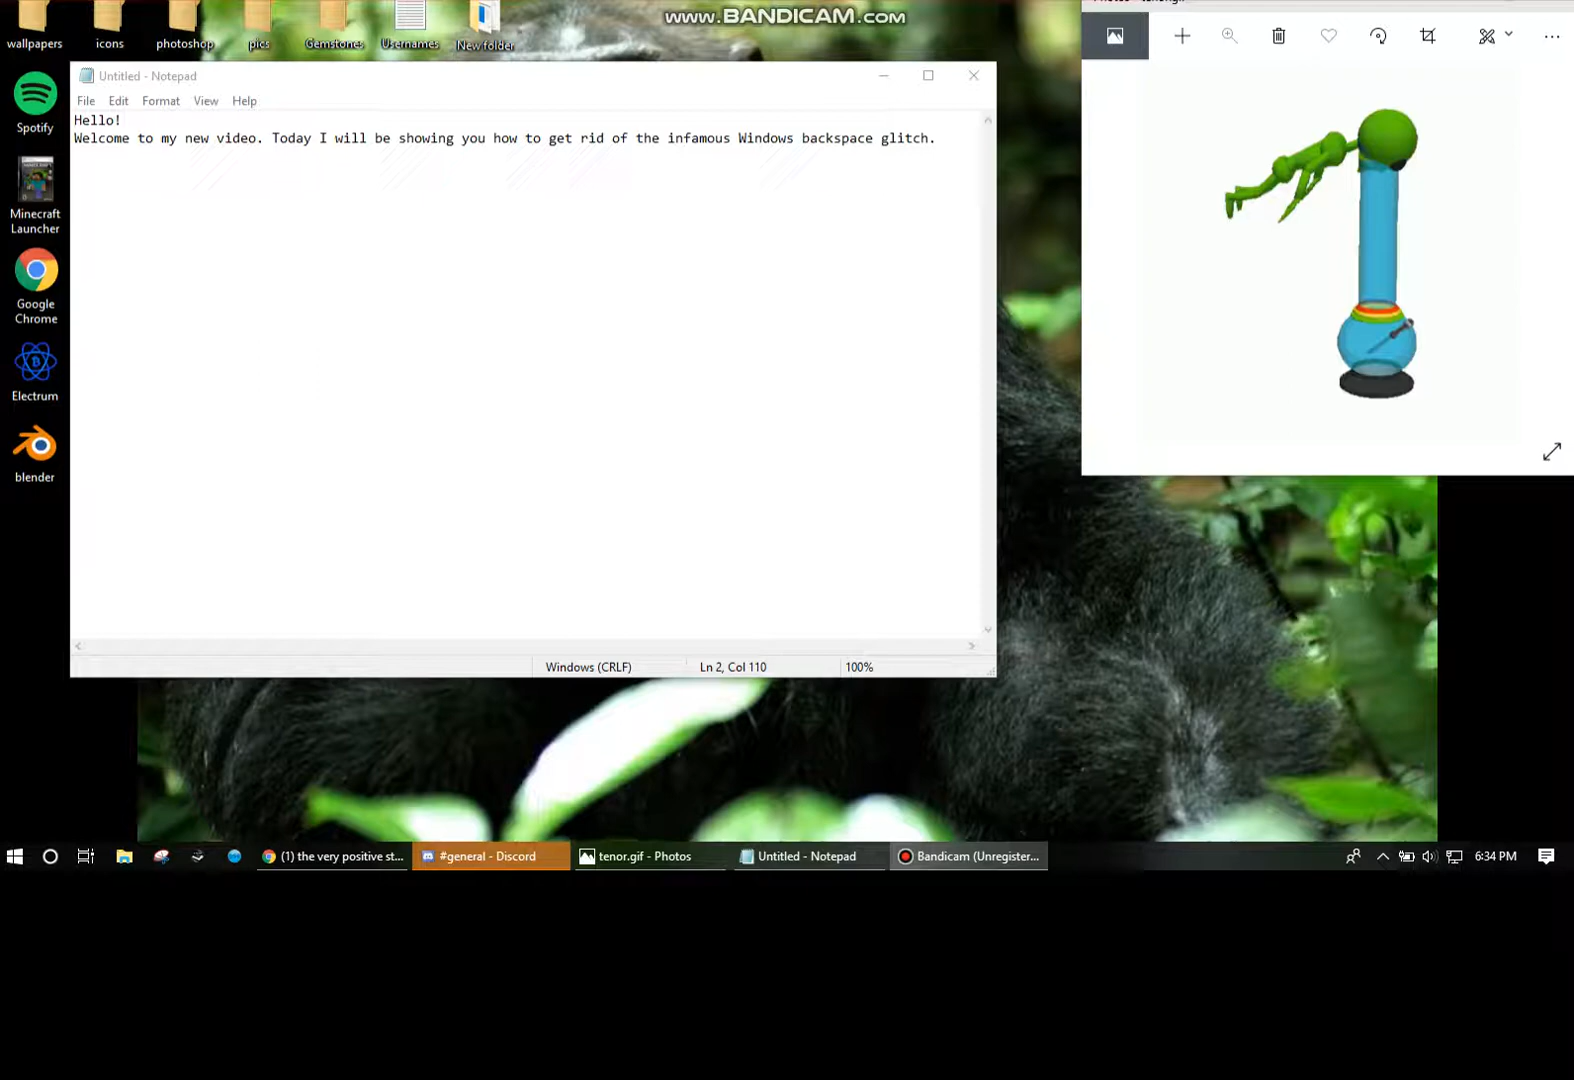 www.BANDICAM.COM
wallpapers
icons
photoshop
pics
Gemstones
Usernames
New folder
Untitled - Notepad
File Edit Format View Help
Hello!
Welcome to my new video. Today I will be showing you how to get rid of the infamous Windows backspace glitch.
Spotify
Minecraft
Launcher
Google
Chrome
Electrum
blender
Windows (CRLF)
Ln 2, Col 110
100%
(1) the very positive st...
#general - Discord
tenor.gif - Photos
Untitled - Notepad
Bandicam (Unregister...
6:34 PM